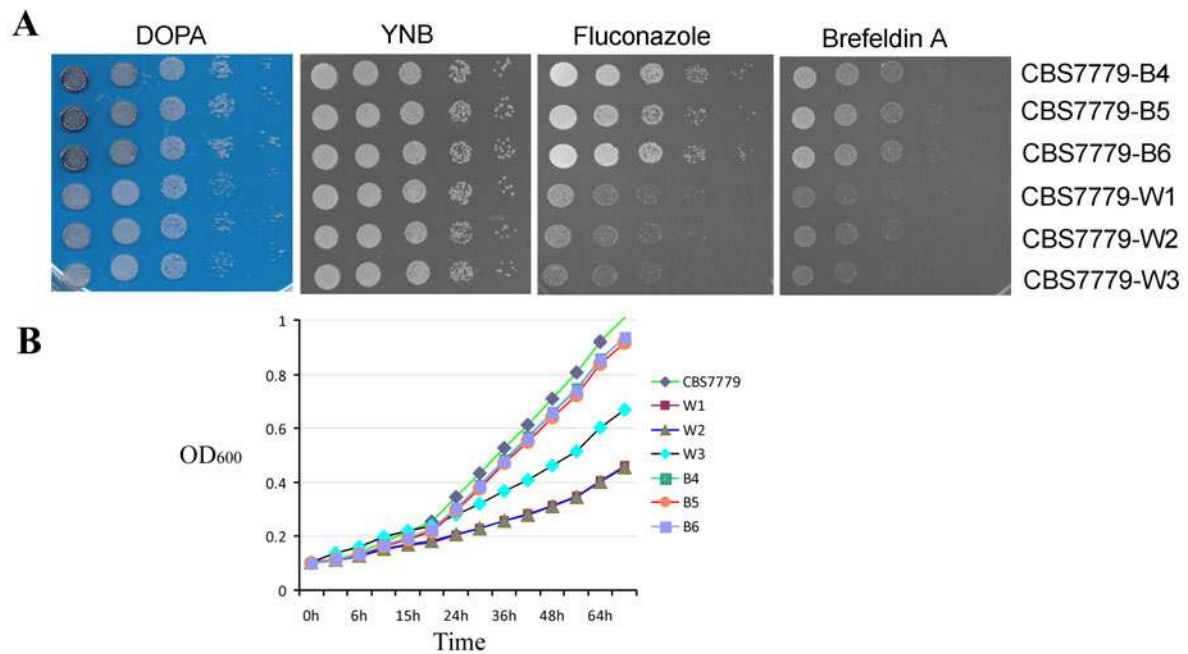 A
DOPA YNB Fluconazole Brefeldin A
CBS7779-B4
CBS7779-B5
CBS7779-B6
CBS7779-W1
CBS7779-W2
CBS7779-W3
B
1
0.8
0.6
0.4
0.2
0
OD600
0h 6h 15h 24h 36h 48h 64h
Time
CBS7779
W1
W2
W3
B4
B5
B6